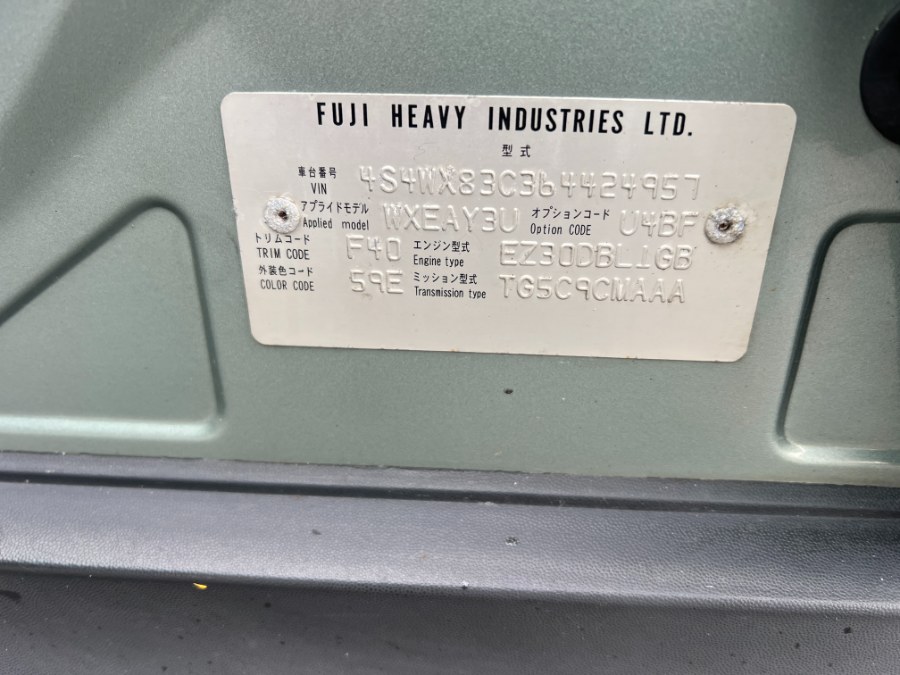 FUJI HEAVY INDUSTRIES LTD.
型式
車台番号 VIN 4S4WX83C364424957
アプライドモデル Applied model WXEAY3U オプションコード Option CODE U4BF
トリムコード TRIM CODE F40 エンジン型式 Engine type EZ30DBL1GB
外装色コード COLOR CODE 59E ミッション型式 Transmission type TG5C9CMAAA